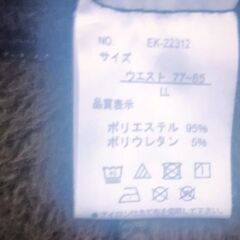 NO. EK-22312
サイズ
ウエスト 77~85
LL
品質表示
ポリエステル 95%
ポリウレタン 5%